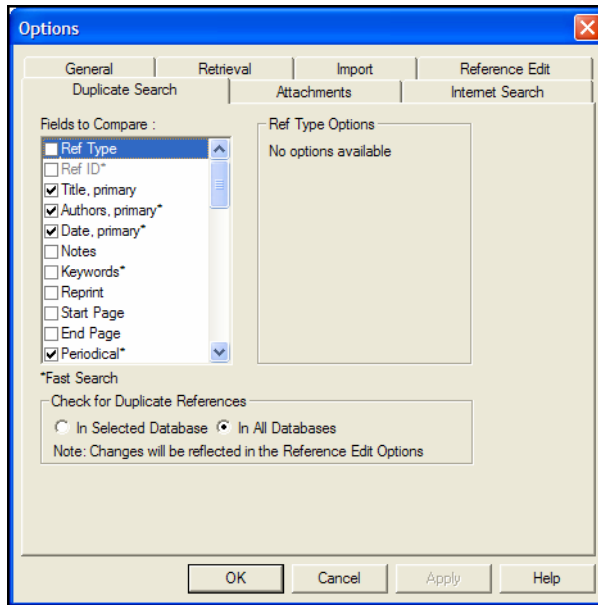 Options
General
Retrieval
Import
Reference Edit
Duplicate Search
Attachments
Internet Search
Fields to Compare :
Ref Type
Ref ID*
Title, primary
Authors, primary*
Date, primary*
Notes
Keywords*
Reprint
Start Page
End Page
Periodical*
*Fast Search
Ref Type Options
No options available
Check for Duplicate References
In Selected Database
In All Databases
Note: Changes will be reflected in the Reference Edit Options
OK
Cancel
Apply
Help